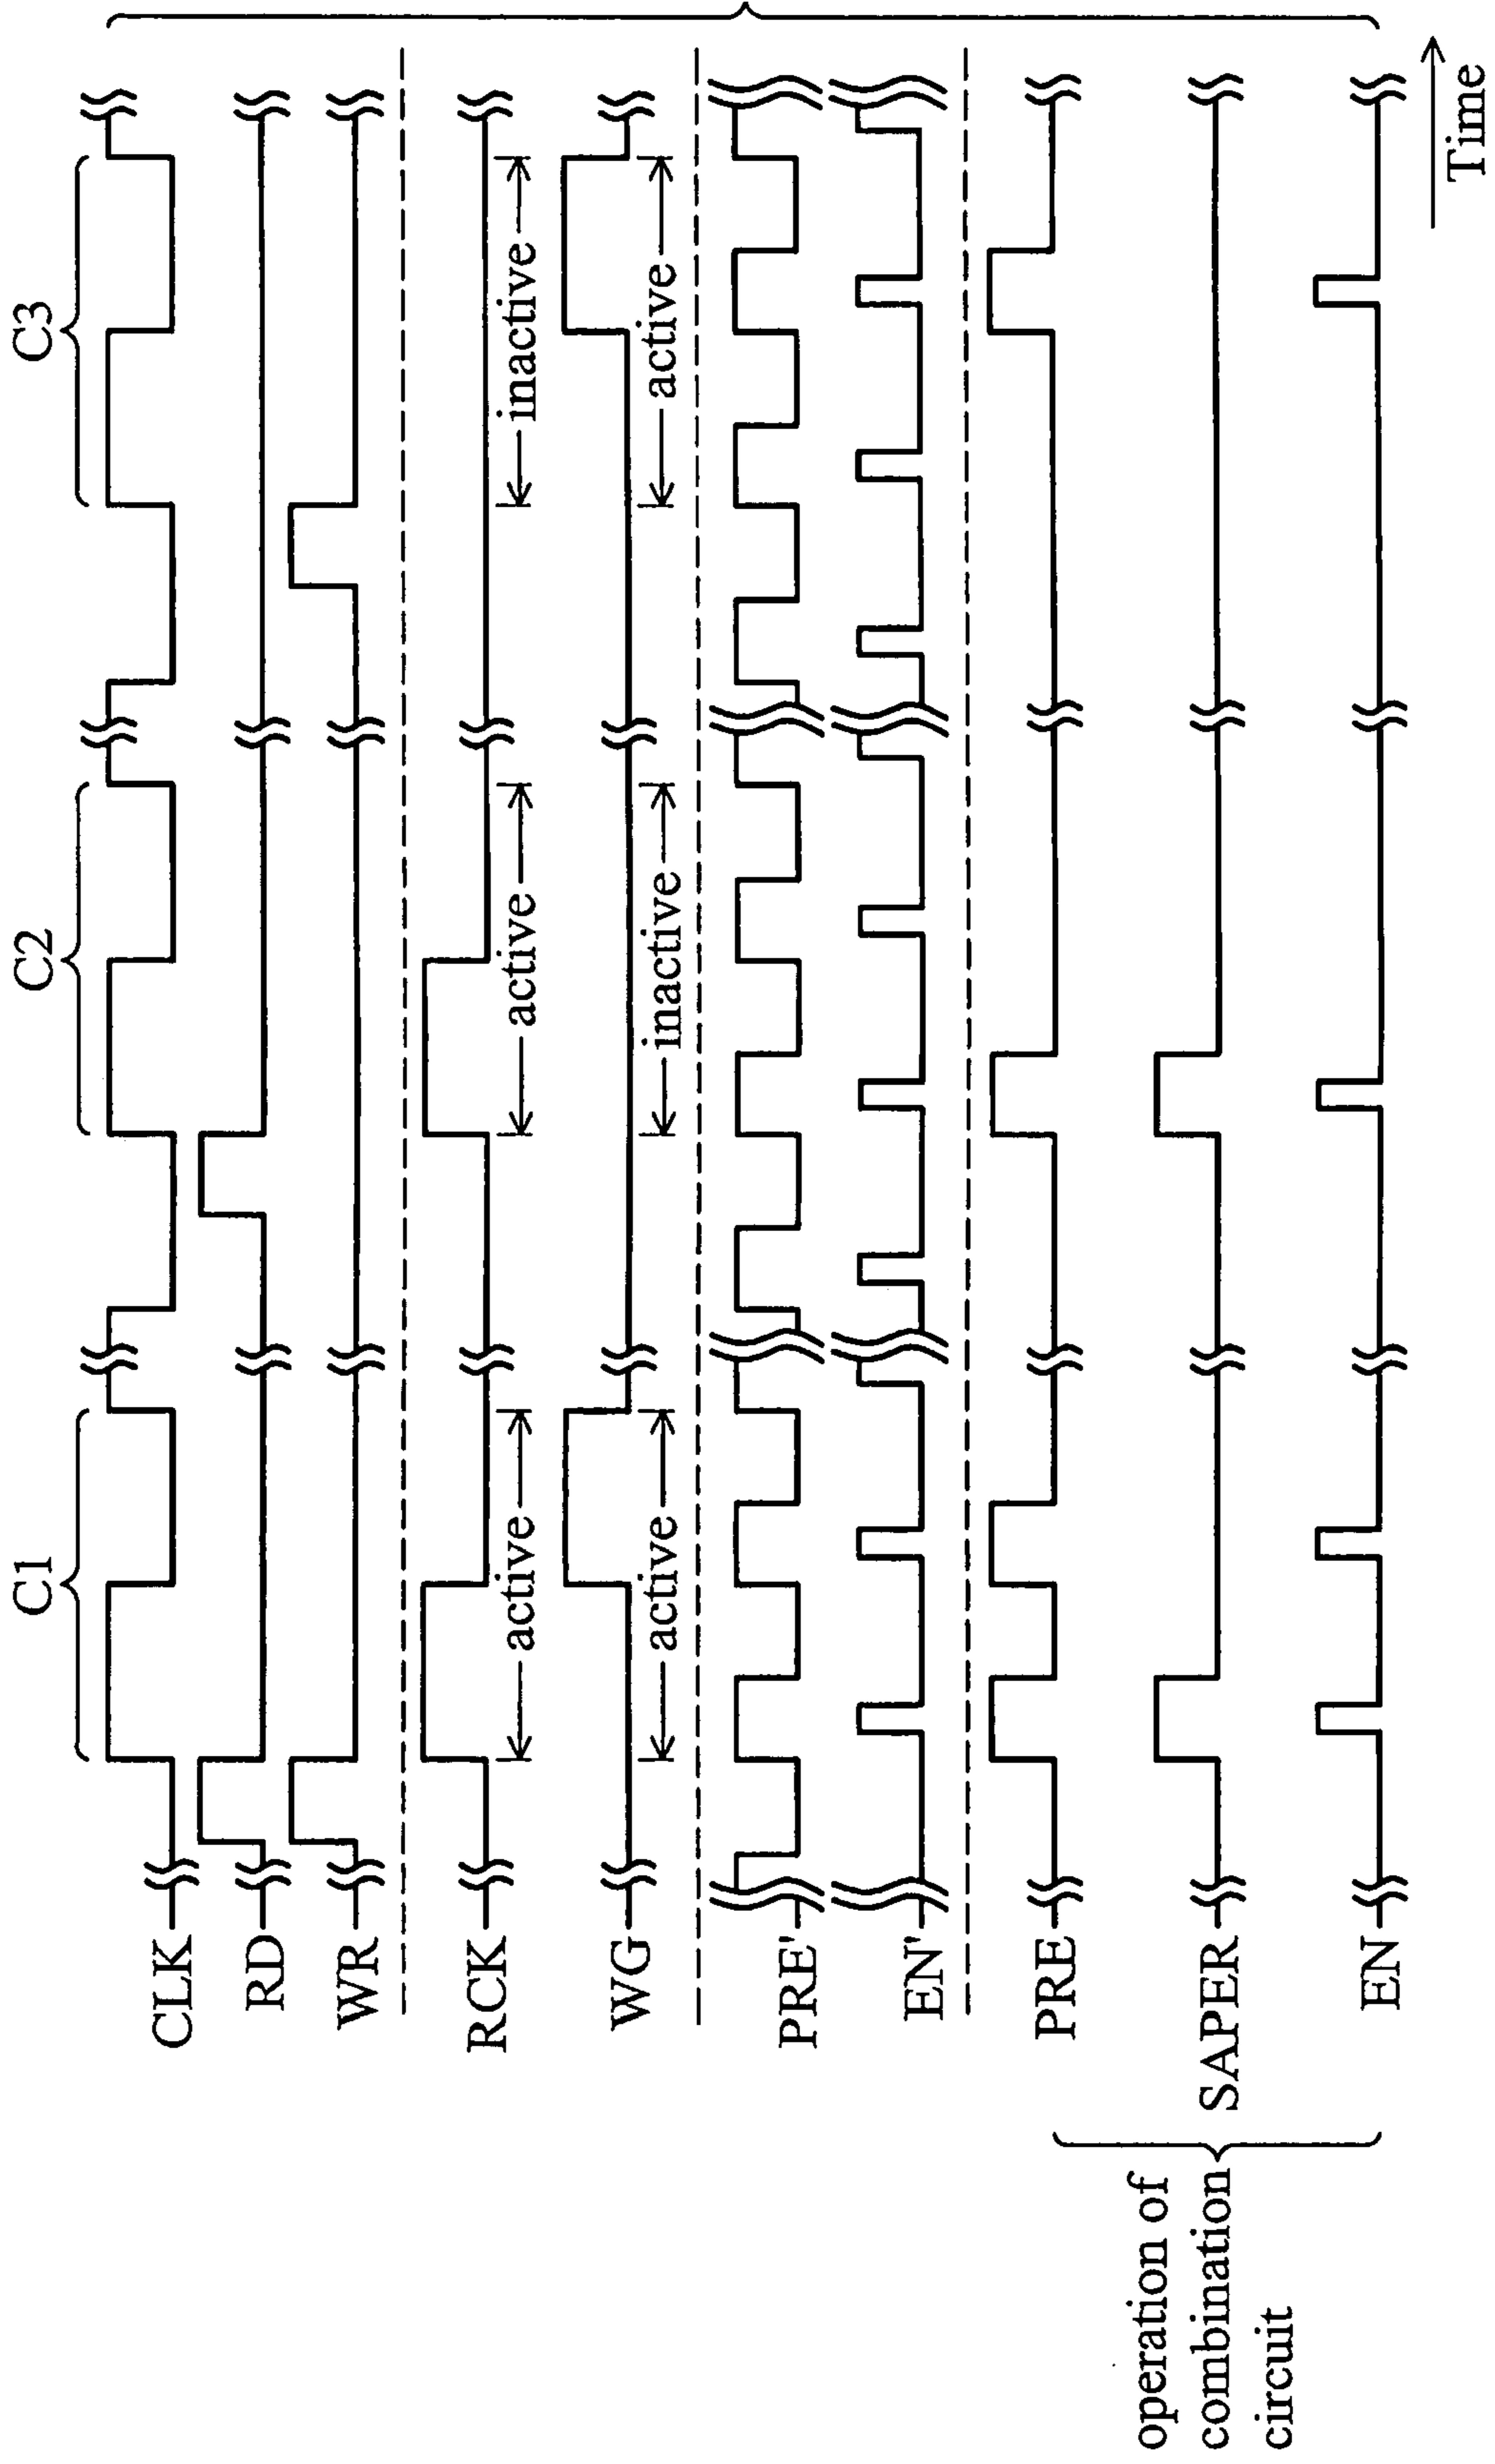 C1
C2
C3
CLK
RD
WR
RCK
active
active
inactive
WG
active
inactive
active
PRE'
EN'
operation of
combination
circuit
PRE
SAPER
EN
Time